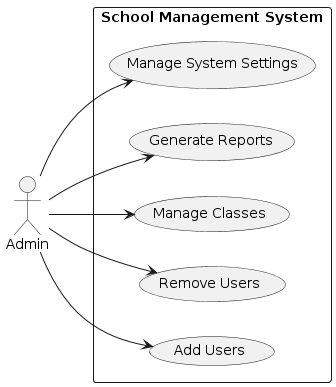 School Management System
Manage System Settings
Generate Reports
Manage Classes
Admin
Remove Users
Add Users